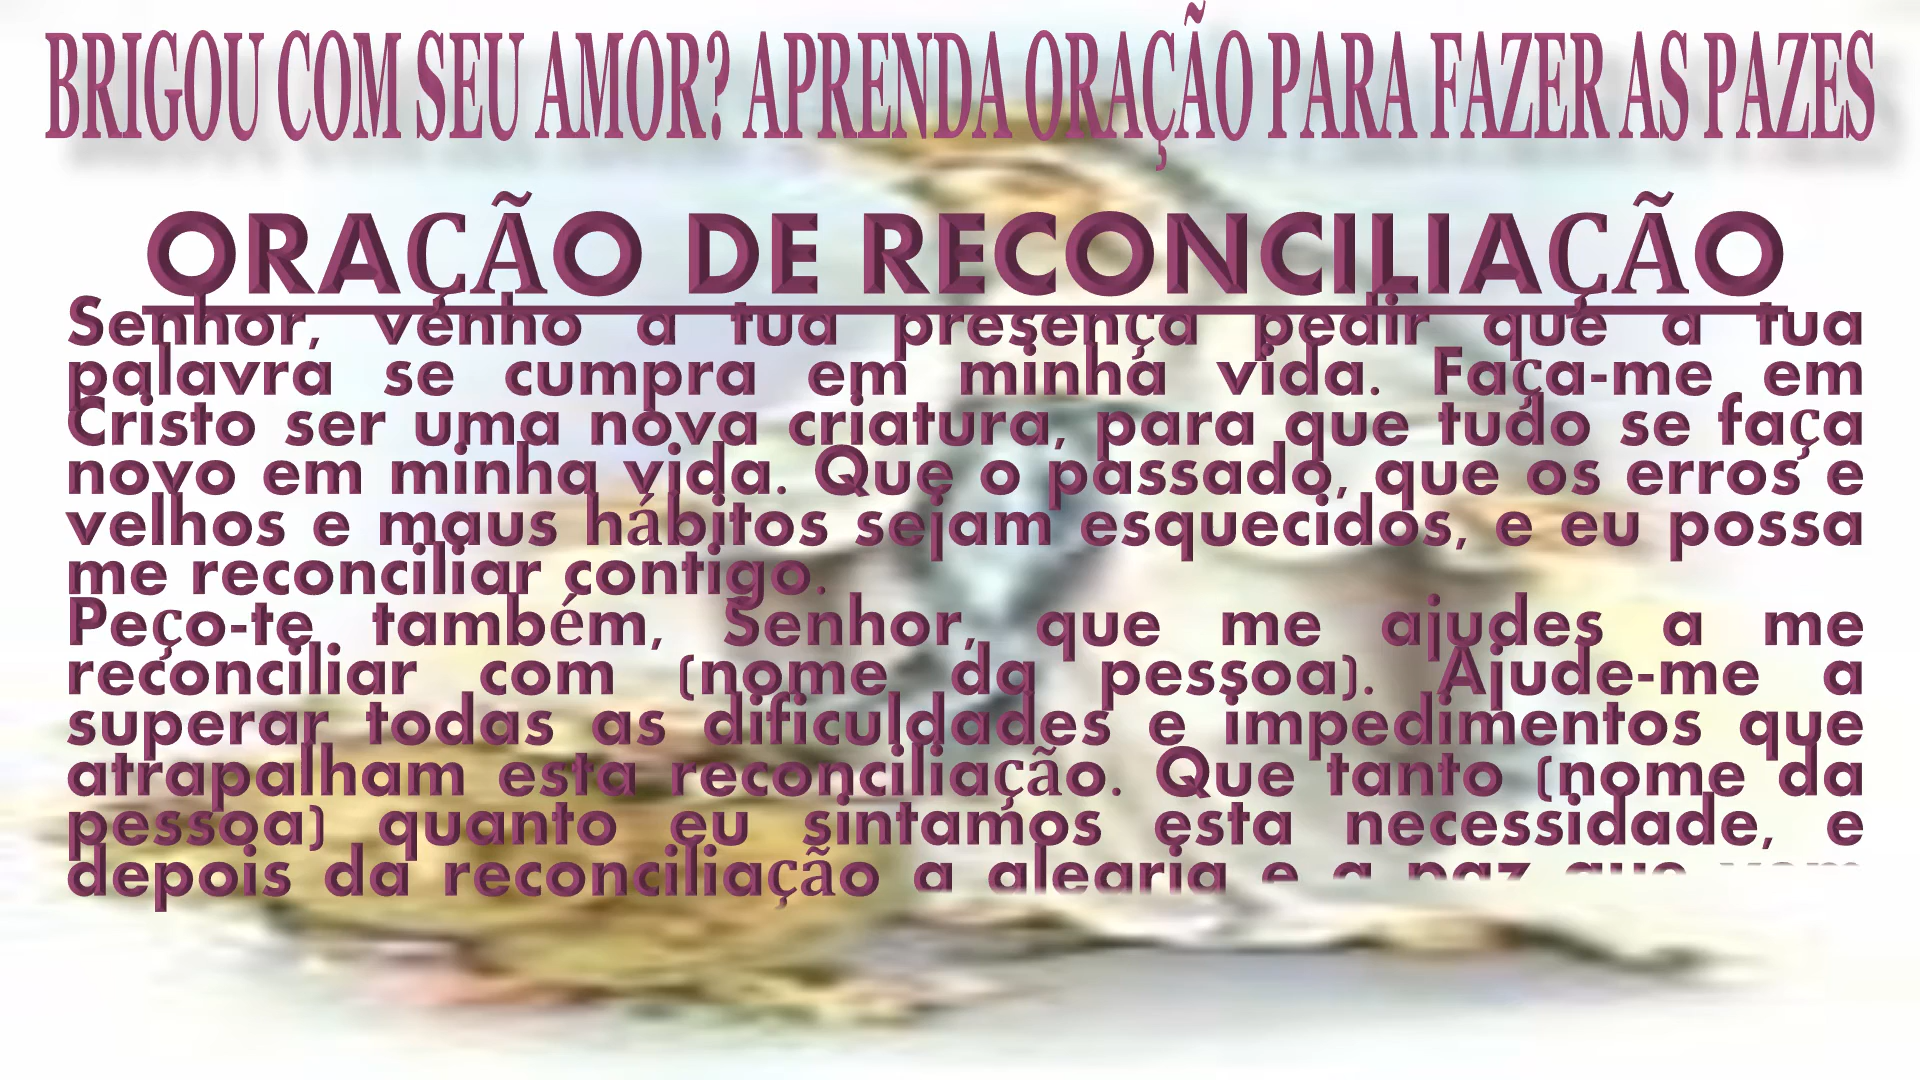 BRIGOU COM SEU AMOR? APRENDA ORAÇÃO PARA FAZER AS PAZES
ORAÇÃO DE RECONCILIAÇÃO
Senhor, venho a tua presença pedir que a tua
palavra se cumpra em minha vida. Faça-me em
Cristo ser uma nova criatura, para que tudo se faça
novo em minha vida. Que o passado, que os erros e
velhos e maus hábitos sejam esquecidos, e eu possa
me reconciliar contigo.
Peço-te também, Senhor, que me ajudes a me
reconciliar com (nome da pessoa). Ajude-me a
superar todas as dificuldades e impedimentos que
atrapalham esta reconciliação. Que tanto (nome da
pessoa) quanto eu sintamos esta necessidade, e
depois da reconciliação a alegria e a paz que